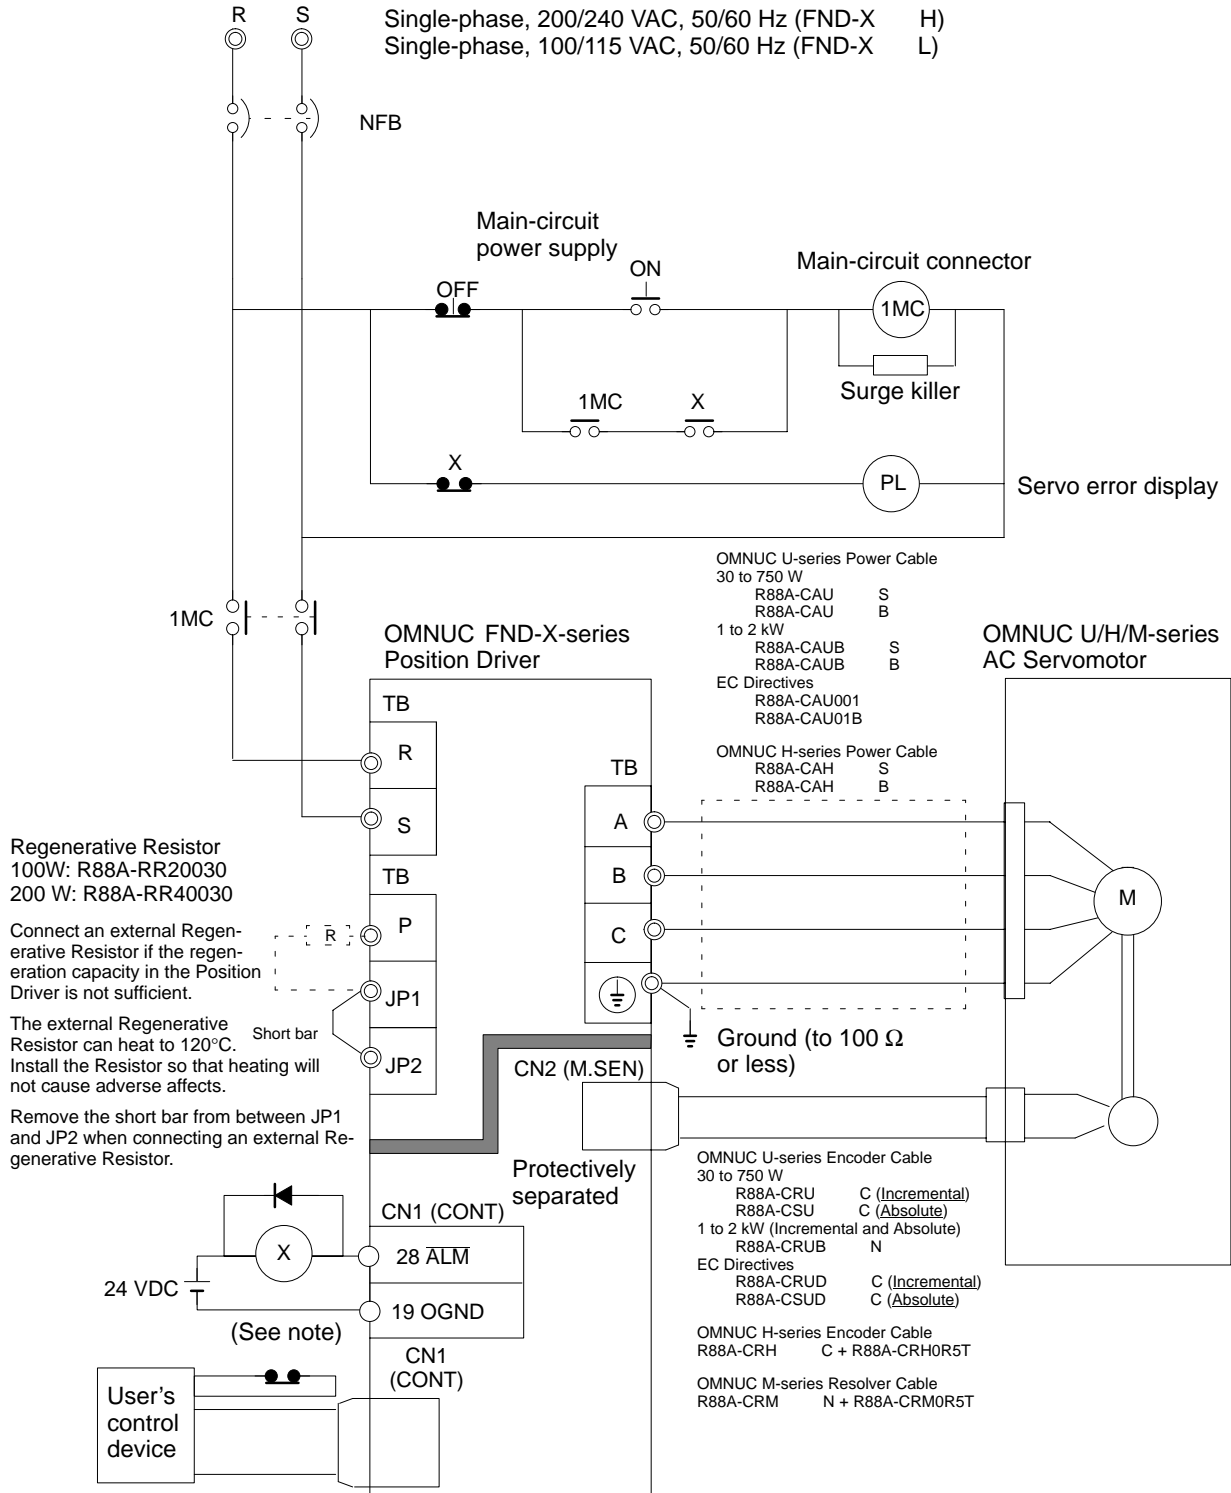 R S
Single-phase, 200/240 VAC, 50/60 Hz (FND-X H)
Single-phase, 100/115 VAC, 50/60 Hz (FND-X L)
NFB
Main-circuit
power supply
OFF
ON
Main-circuit connector
1MC
Surge killer
1MC X
X
PL
Servo error display
1MC
OMNUC FND-X-series
Position Driver
OMNUC U-series Power Cable
30 to 750 W
R88A-CAU S
R88A-CAU B
1 to 2 kW
R88A-CAUB S
R88A-CAUB B
EC Directives
R88A-CAU001
R88A-CAU01B
OMNUC H-series Power Cable
R88A-CAH S
R88A-CAH B
OMNUC U/H/M-series
AC Servomotor
TB
R
S
TB
P
JP1
JP2
TB
A
B
C
M
Regenerative Resistor
100W: R88A-RR20030
200 W: R88A-RR40030
Connect an external Regen-
erative Resistor if the regen-
eration capacity in the Position
Driver is not sufficient.
R
The external Regenerative
Resistor can heat to 120°C.
Install the Resistor so that heating will
not cause adverse affects.
Short bar
Remove the short bar from between JP1
and JP2 when connecting an external Re-
generative Resistor.
Ground (to 100 Ω
or less)
CN2 (M.SEN)
Protectively
separated
OMNUC U-series Encoder Cable
30 to 750 W
R88A-CRU C (Incremental)
R88A-CSU C (Absolute)
1 to 2 kW (Incremental and Absolute)
R88A-CRUB N
EC Directives
R88A-CRUD C (Incremental)
R88A-CSUD C (Absolute)
OMNUC H-series Encoder Cable
R88A-CRH C + R88A-CRH0R5T
OMNUC M-series Resolver Cable
R88A-CRM N + R88A-CRM0R5T
CN1 (CONT)
X
28 ALM
24 VDC
19 OGND
(See note)
CN1
(CONT)
User's
control
device